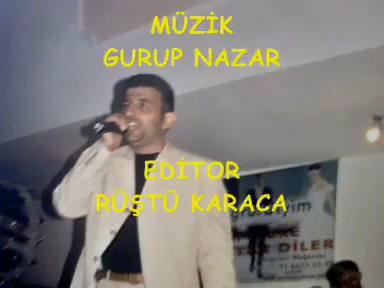 MÜZİK
GURUP NAZAR
EDİTOR
RÜŞTÜ KARACA
DİLER